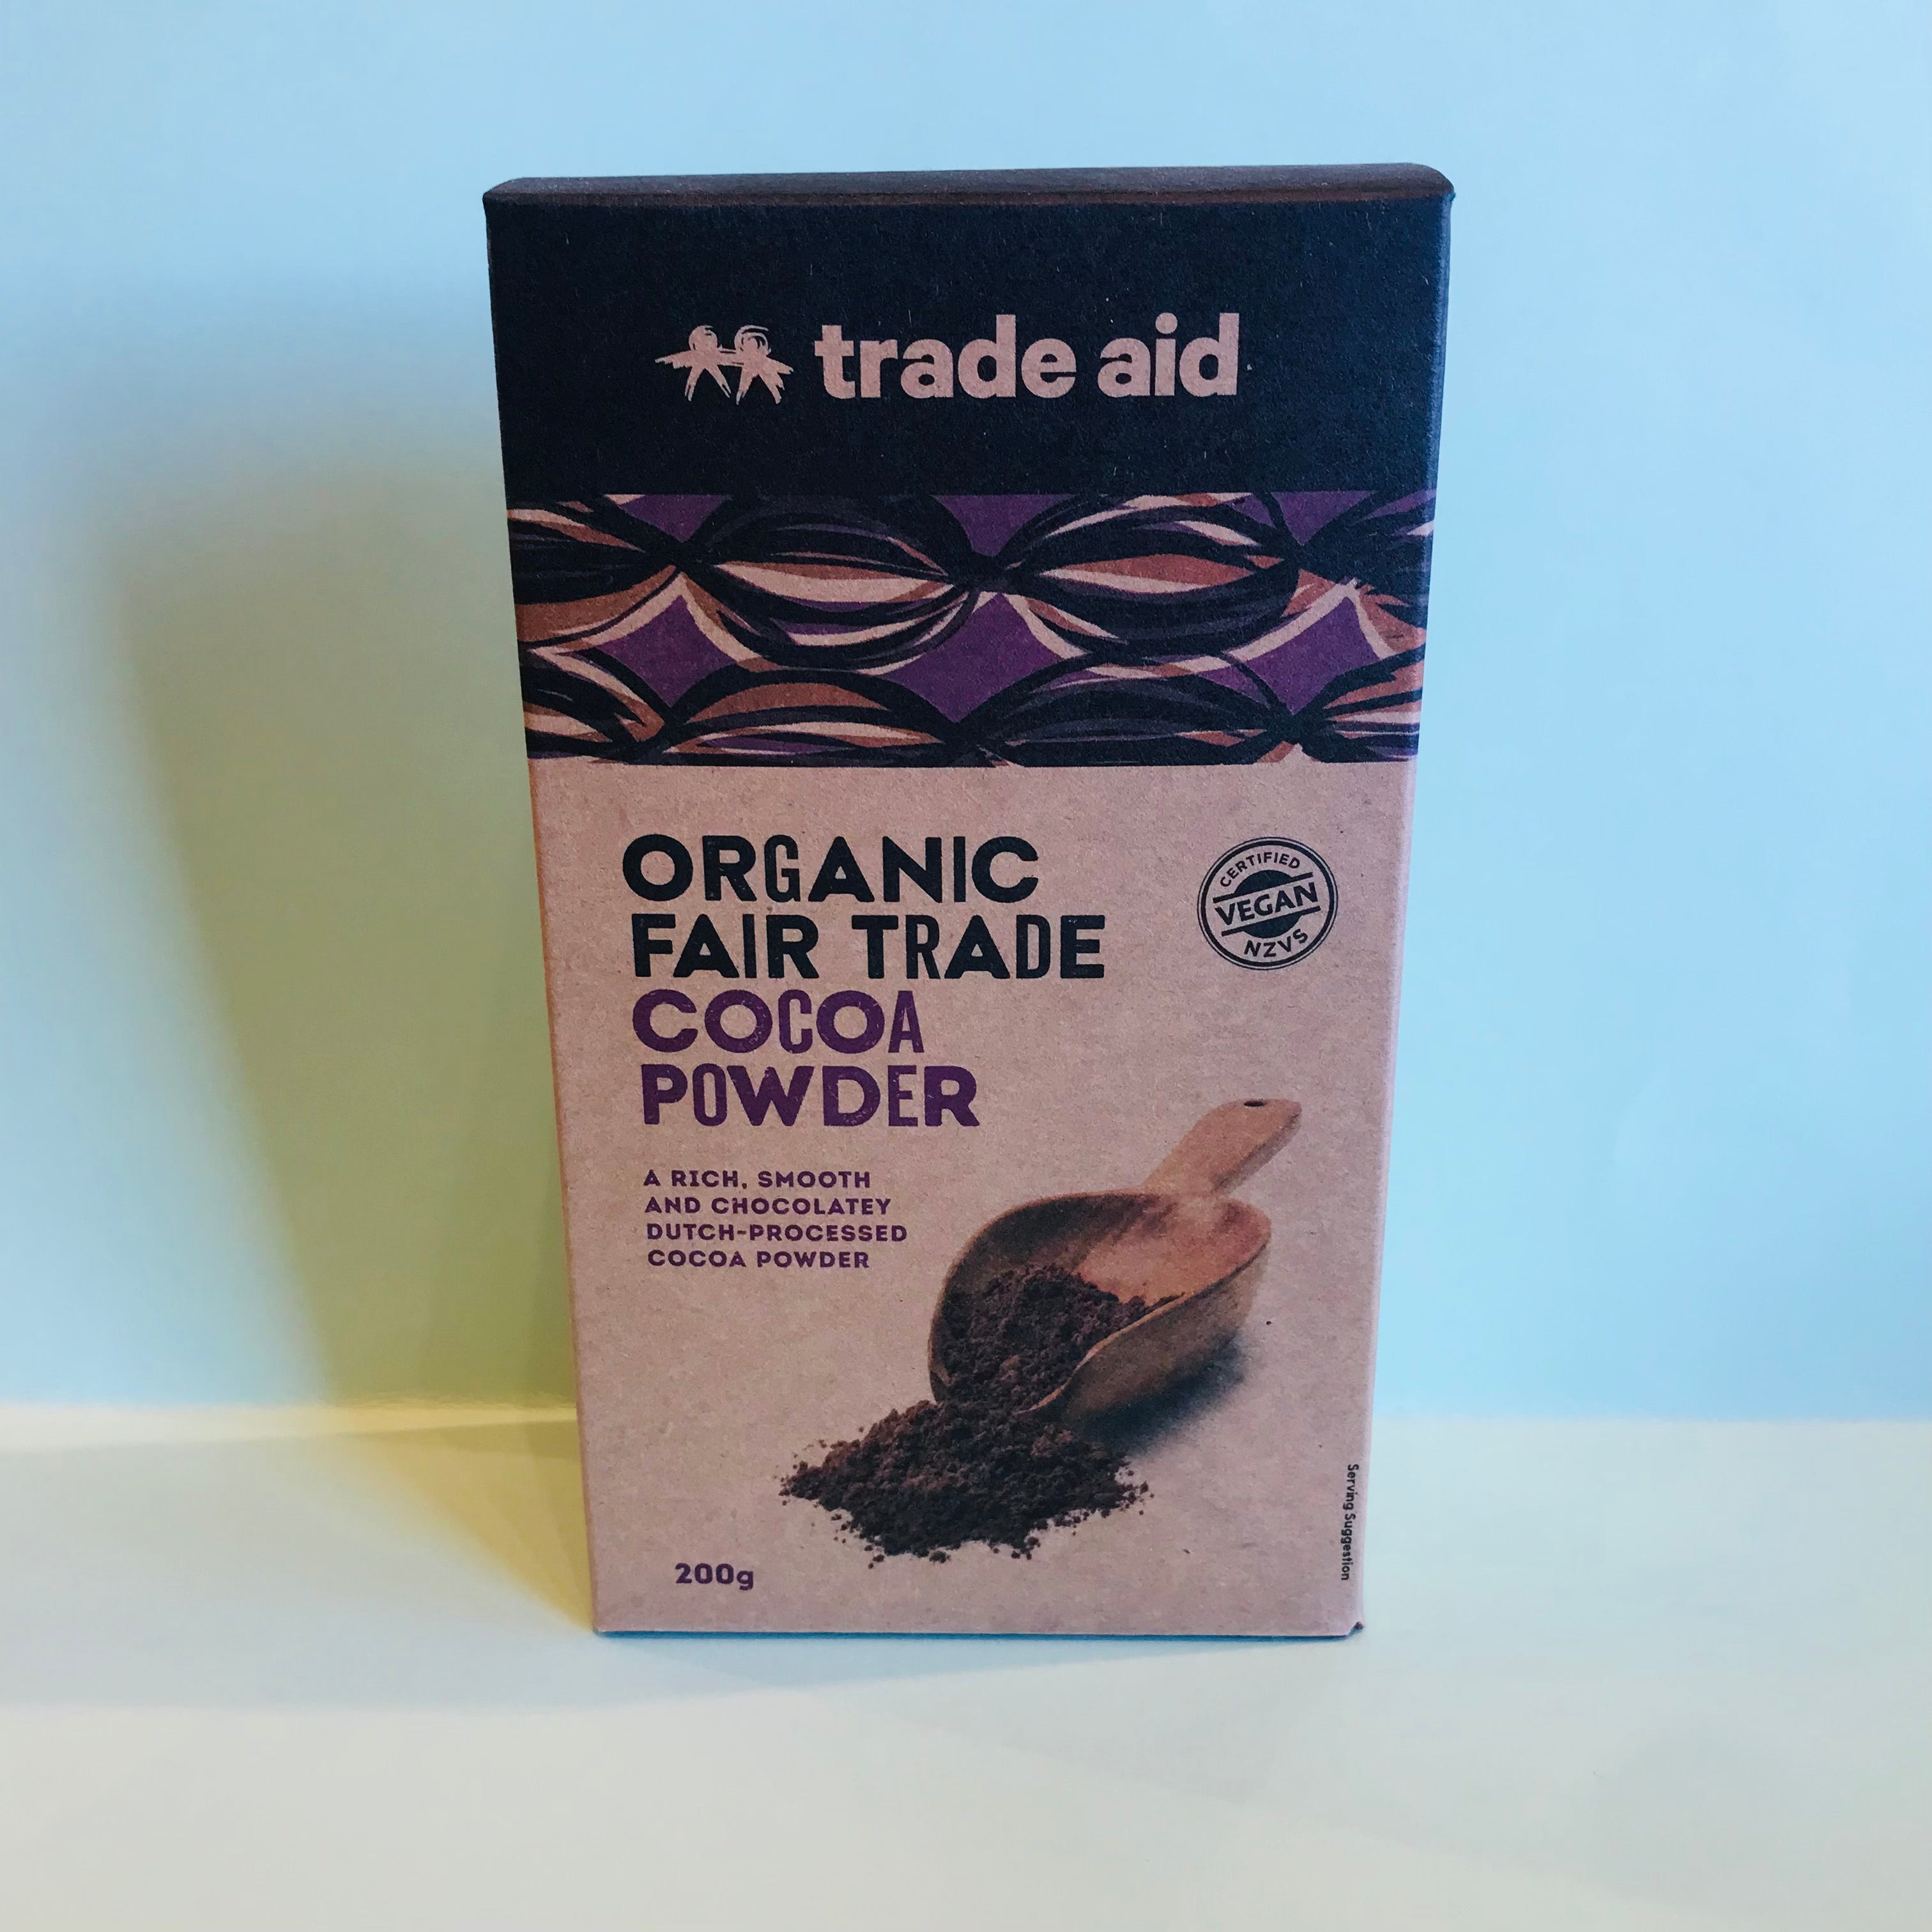 trade aid
ORGANIC
FAIR TRADE
COCOA
POWDER
CERTIFIED
VEGAN
NZVS
A RICH, SMOOTH
AND CHOCOLATEY
DUTCH-PROCESSED
COCOA POWDER
200g
Serving Suggestion